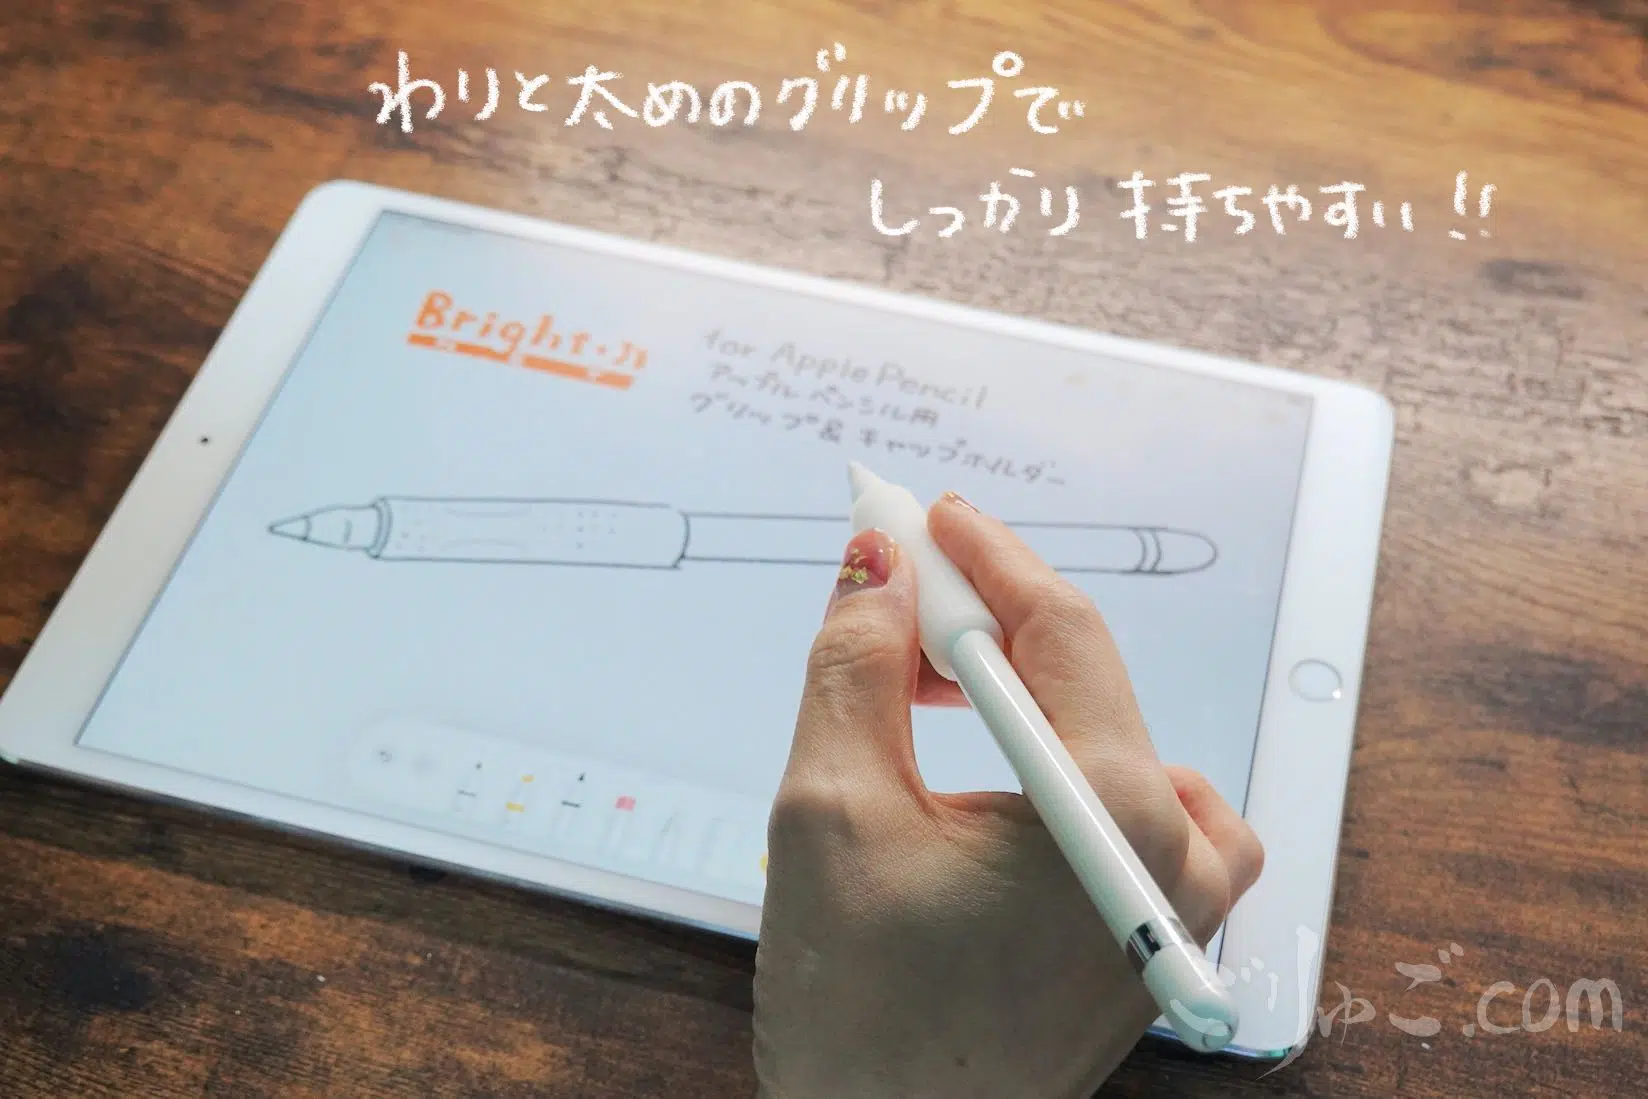 わりと太めのグリップで
しっかり持ちやすい!!
Bright・Js
for Apple Pencil
アップルペンシル用
グリップ&キャップホルダー
ごりゅご.com